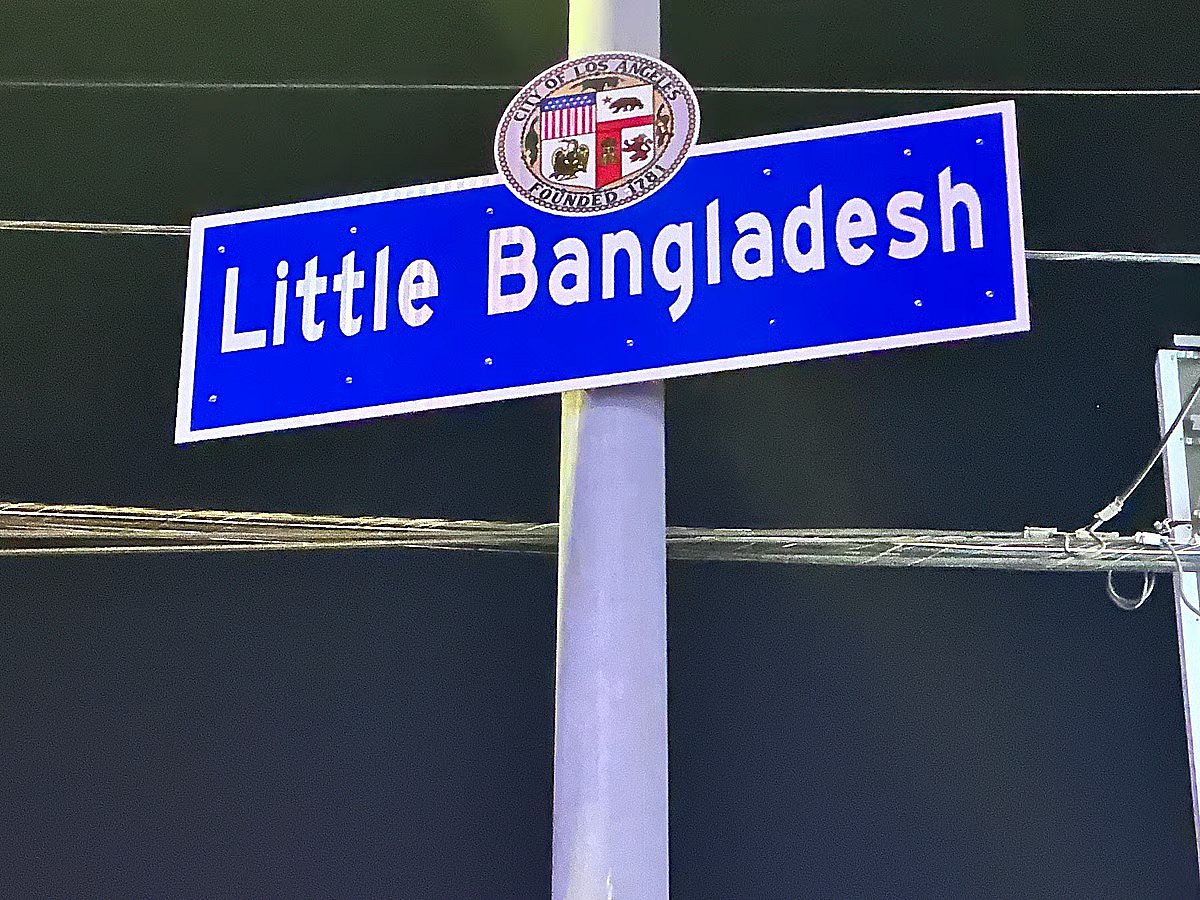 CITY OF LOS ANGELES
FOUNDED 1781
Little Bangladesh